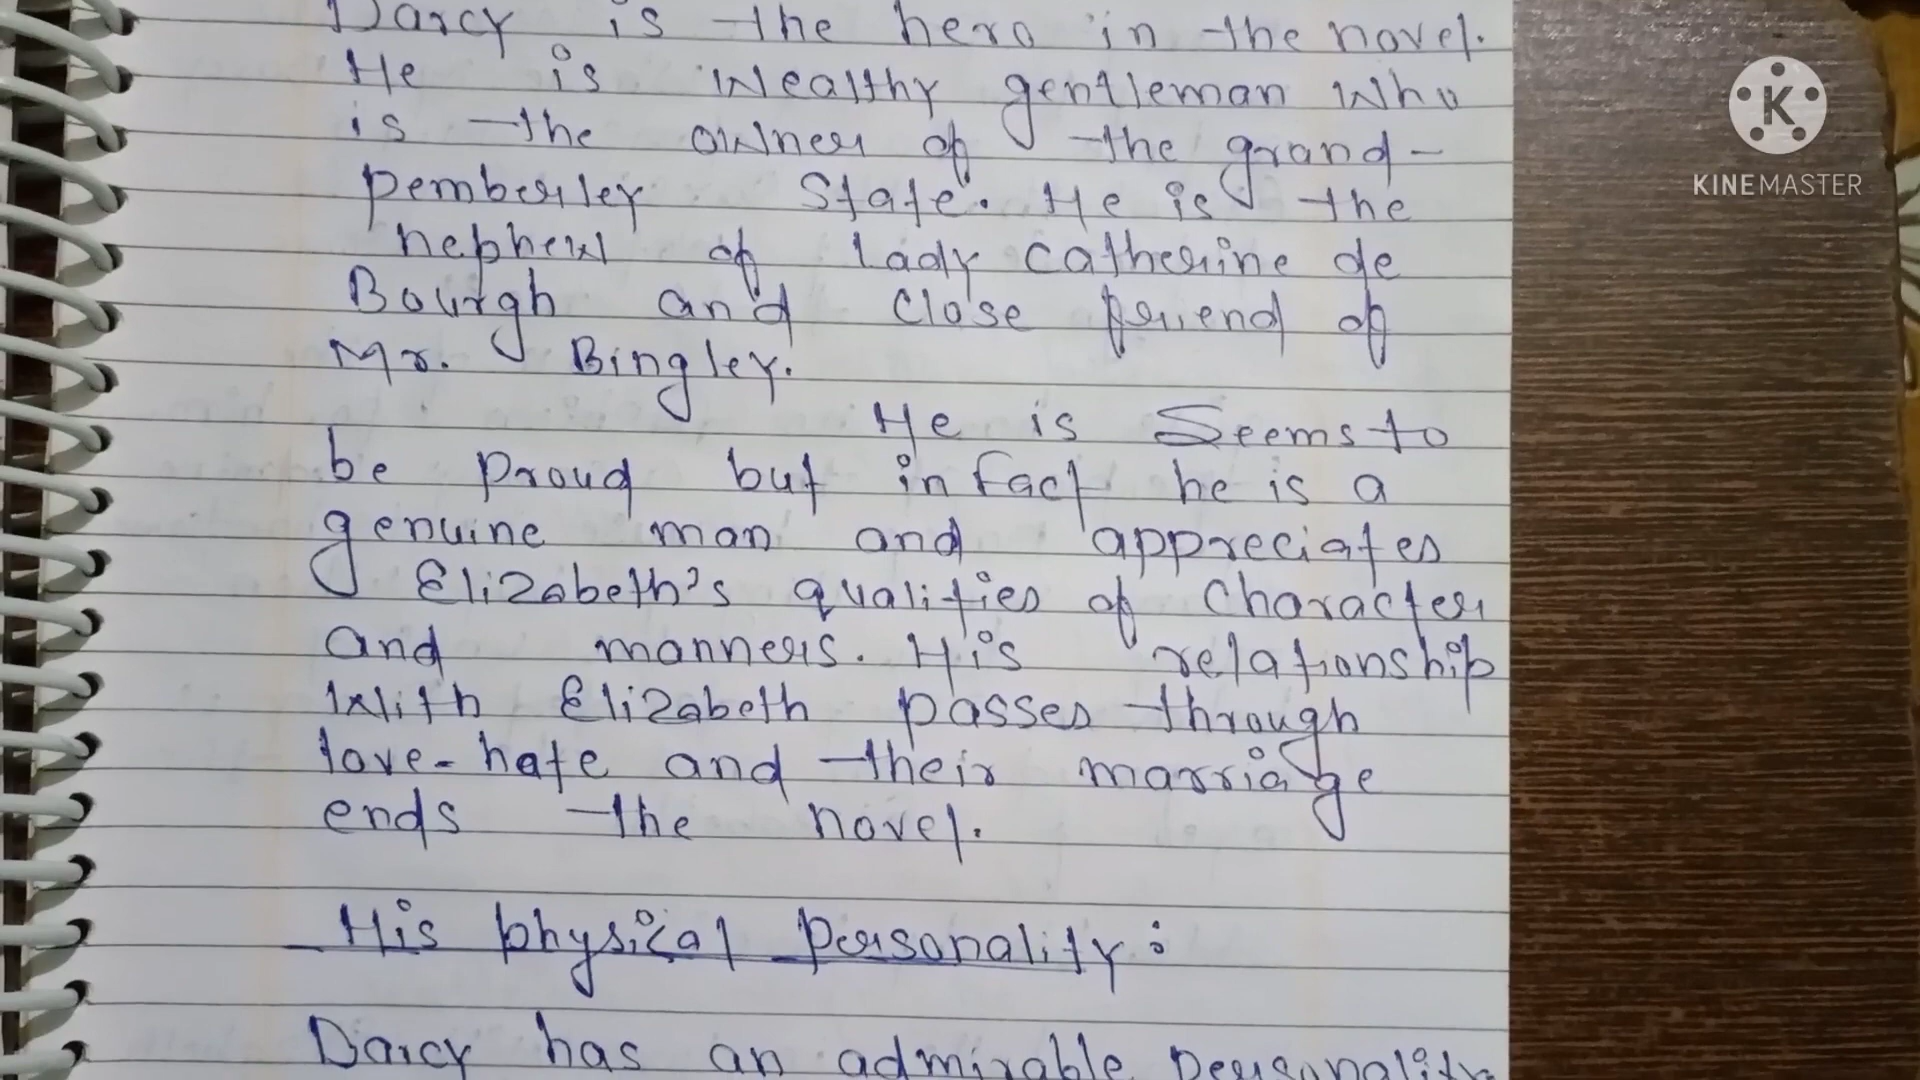 Darcy is the hero in the novel.
He is wealthy gentleman who
is the owner of the grand-
pemberley State. He is the
nephew of lady Catherine de
Bourgh and close friend of
Mr. Bingley.
He is Seems to
be proud but in fact he is a
genuine man and appreciates
Elizabeth's qualities of character
and manners. His relationship
with Elizabeth passes through
love-hate and their marriage
ends the novel.
His physical personality:
Darcy has an admirable personality
K
KINEMASTER